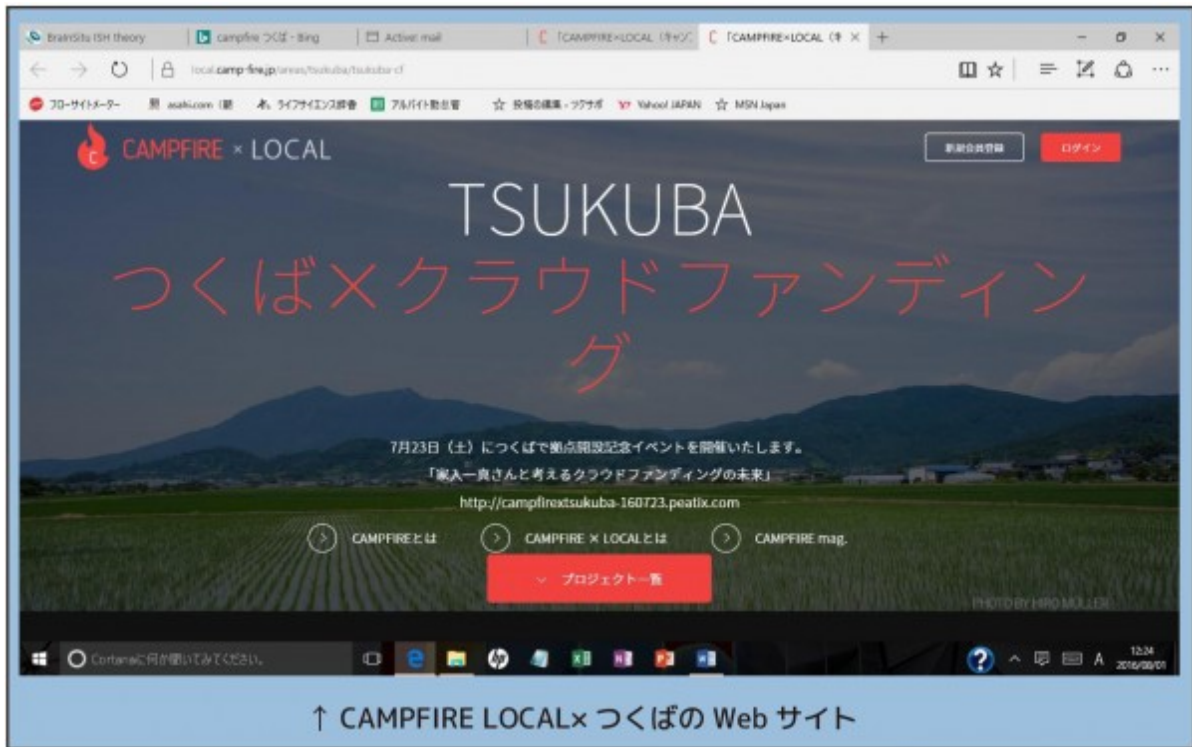 BrainSitu ISH theory
campfire つくば - Bing
Active! mail
「CAMPFIRE×LOCAL（キャン
「CAMPFIRE×LOCAL（キ
local.camp-fire.jp/areas/tsukuba/tsukuba-cf
フローサイトメーター
asahi.com（朝
ライフサイエンス辞書
アルバイト勤怠管
投稿の編集 - ツクサポ
Yahoo! JAPAN
MSN Japan
CAMPFIRE × LOCAL
新規会員登録
ログイン
TSUKUBA
つくば×クラウドファンディン
グ
7月23日（土）につくばで拠点開設記念イベントを開催いたします。
「家入一真さんと考えるクラウドファンディングの未来」
http://campfirextsukuba-160723.peatix.com
CAMPFIREとは
CAMPFIRE × LOCALとは
CAMPFIRE mag.
プロジェクト一覧
PHOTO BY HIRO MULLER
Cortanaに何か聞いてみてください。
A
12:24
2016/08/01
↑ CAMPFIRE LOCAL× つくばの Web サイト